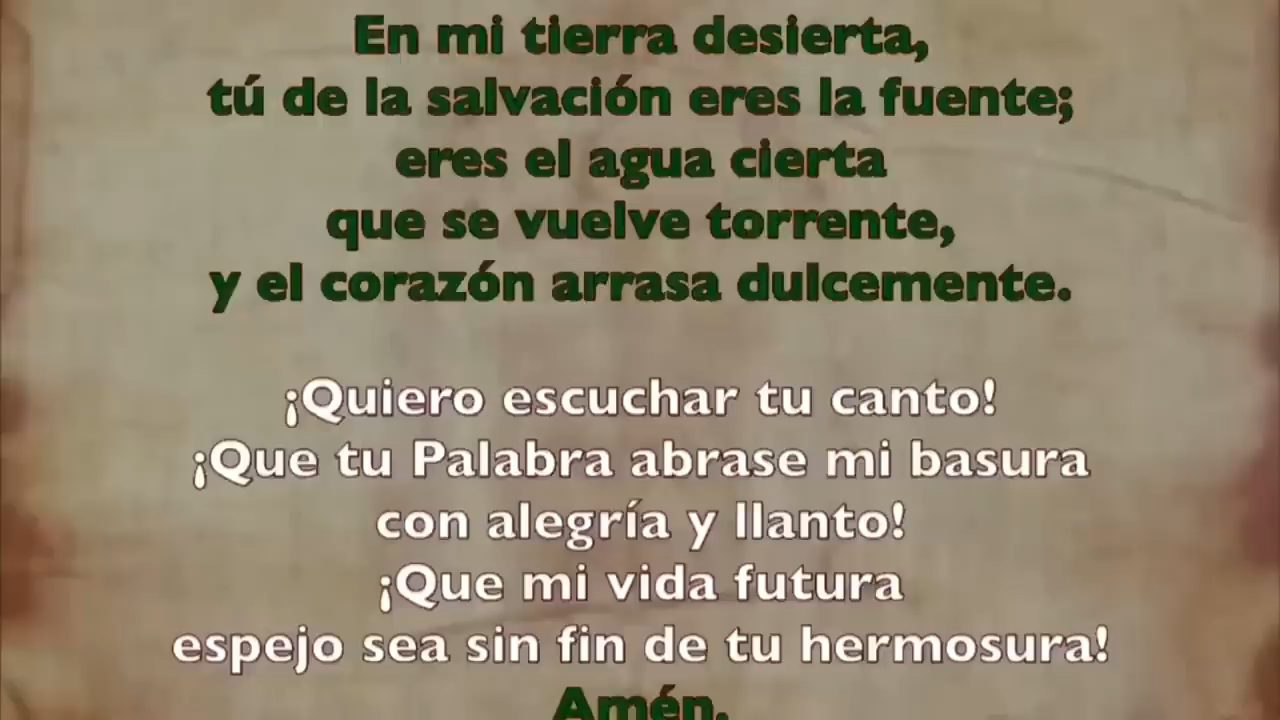 En mi tierra desierta,
tú de la salvación eres la fuente;
eres el agua cierta
que se vuelve torrente,
y el corazón arrasa dulcemente.
¡Quiero escuchar tu canto!
¡Que tu Palabra abrase mi basura
con alegría y llanto!
¡Que mi vida futura
espejo sea sin fin de tu hermosura!
Amén.